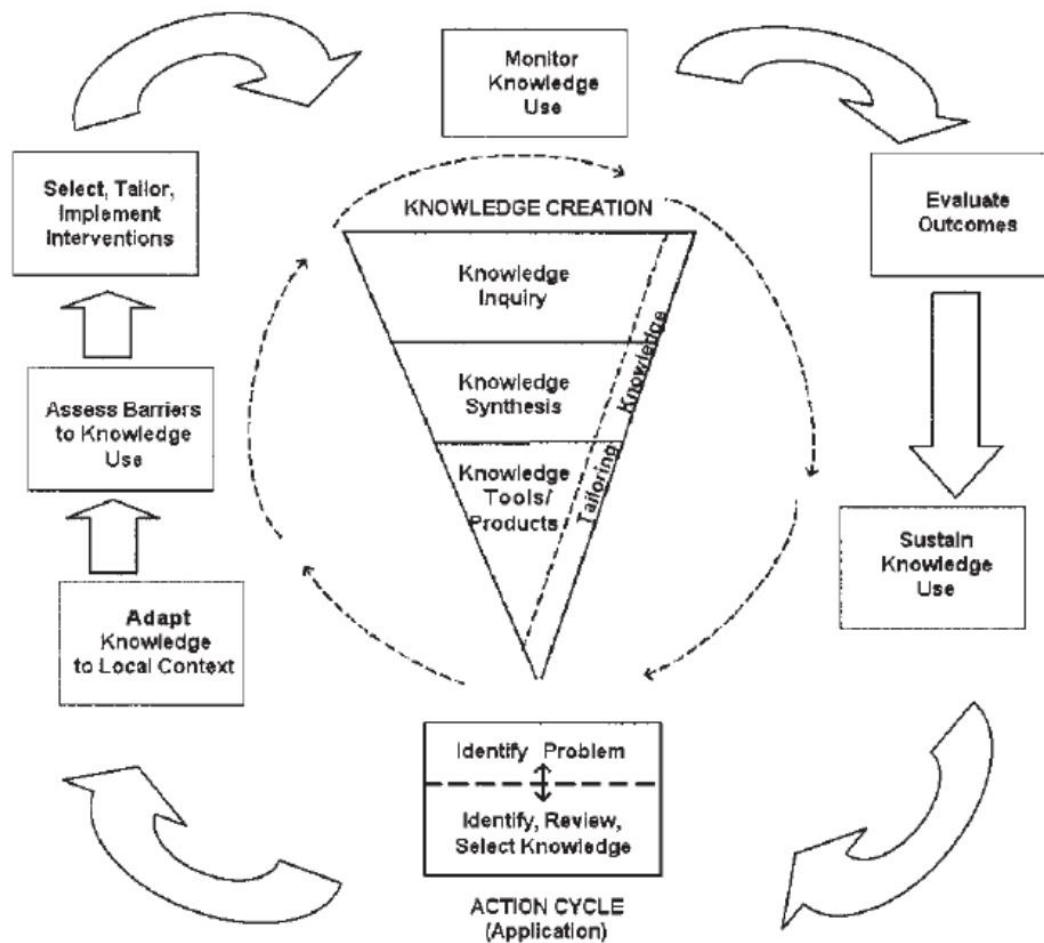 Monitor
Knowledge
Use
Select, Tailor,
Implement
Interventions
Evaluate
Outcomes
KNOWLEDGE CREATION
Knowledge
Inquiry
Knowledge
Synthesis
Knowledge
Tools/
Products
Tailoring
Knowledge
Assess Barriers
to Knowledge
Use
Sustain
Knowledge
Use
Adapt
Knowledge
to Local Context
Identify Problem
Identify, Review,
Select Knowledge
ACTION CYCLE
(Application)